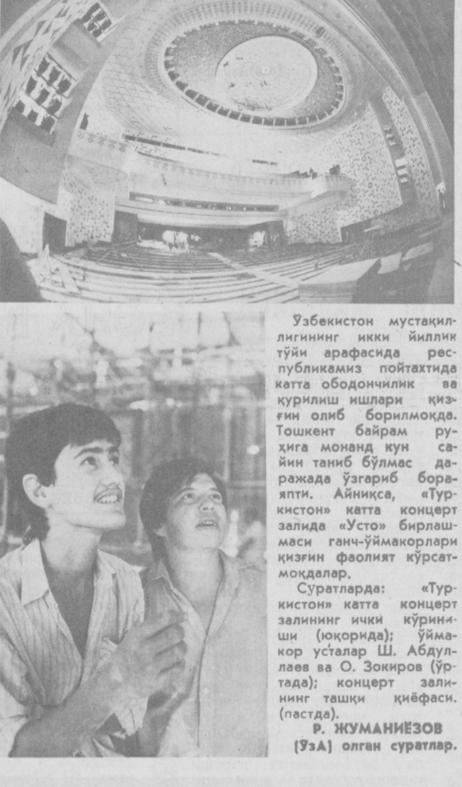 Ўзбекистон мустақил-
лигининг икки йиллик
тўйи арафасида рес-
публикамиз пойтахтида
катта ободончилик ва
қурилиш ишлари қиз-
ғин олиб борилмоқда.
Тошкент байрам ру-
ҳига монанд кун са-
йин таниб бўлмас да-
ражада ўзгариб бора-
япти. Айниқса, «Тур-
кистон» катта концерт
залида «Усто» бирлаш-
маси ганч-ўймакорлари
қизғин фаолият кўрсат-
моқдалар.
Суратларда: «Тур-
кистон» катта концерт
залининг ички кўрини-
ши (юқорида); ўйма-
кор усталар Ш. Абдул-
лаев ва О. Зокиров (ўр-
тада); концерт зали-
нинг ташқи қиёфаси.
(пастда).
Р. ЖУМАНИЁЗОВ
(ЎзА) олган суратлар.